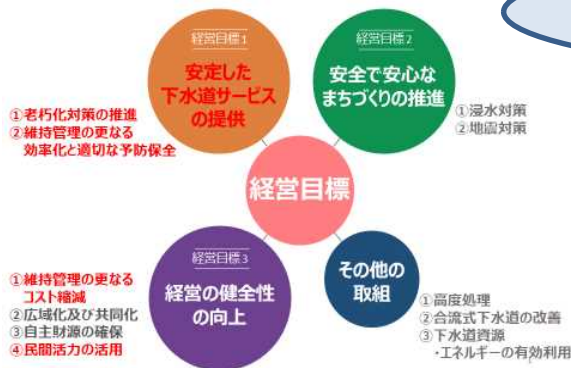 経営目標1
安定した
下水道サービス
の提供
①老朽化対策の推進
②維持管理の更なる
効率化と適切な予防保全
経営目標2
安全で安心な
まちづくりの推進
①浸水対策
②地震対策
経営目標
経営目標3
経営の健全性
の向上
①維持管理の更なる
コスト縮減
②広域化及び共同化
③自主財源の確保
④民間活力の活用
その他の
取組
①高度処理
②合流式下水道の改善
③下水道資源
・エネルギーの有効利用